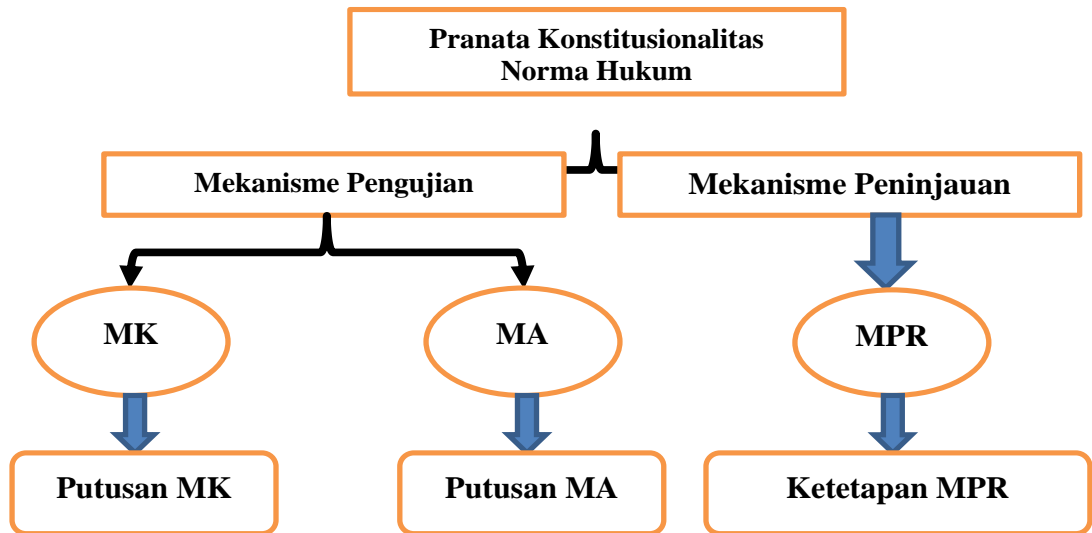 Pranata Konstitusionalitas
Norma Hukum
Mekanisme Pengujian
Mekanisme Peninjauan
MK
MA
MPR
Putusan MK
Putusan MA
Ketetapan MPR